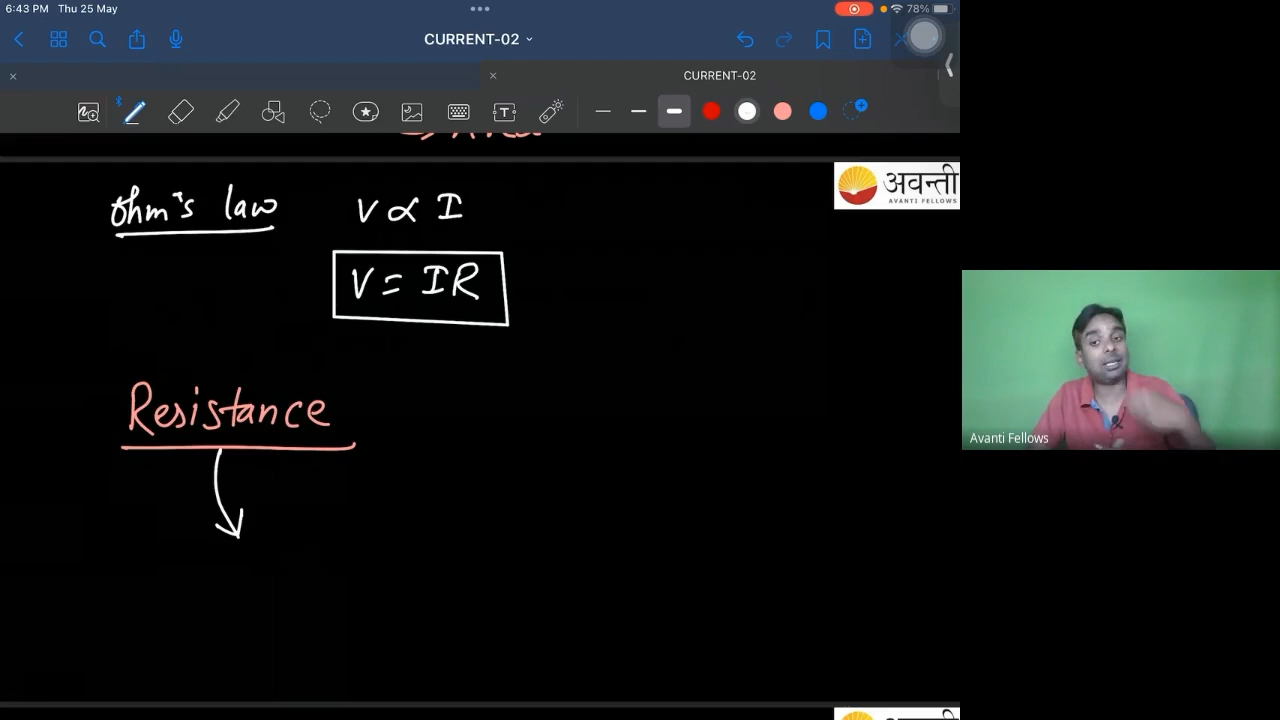 6:43 PM Thu 25 May
78%
CURRENT-02
CURRENT-02
अवन्ती
AVANTI FELLOWS
ohm's law V ∝ I
V = IR
Resistance
Avanti Fellows